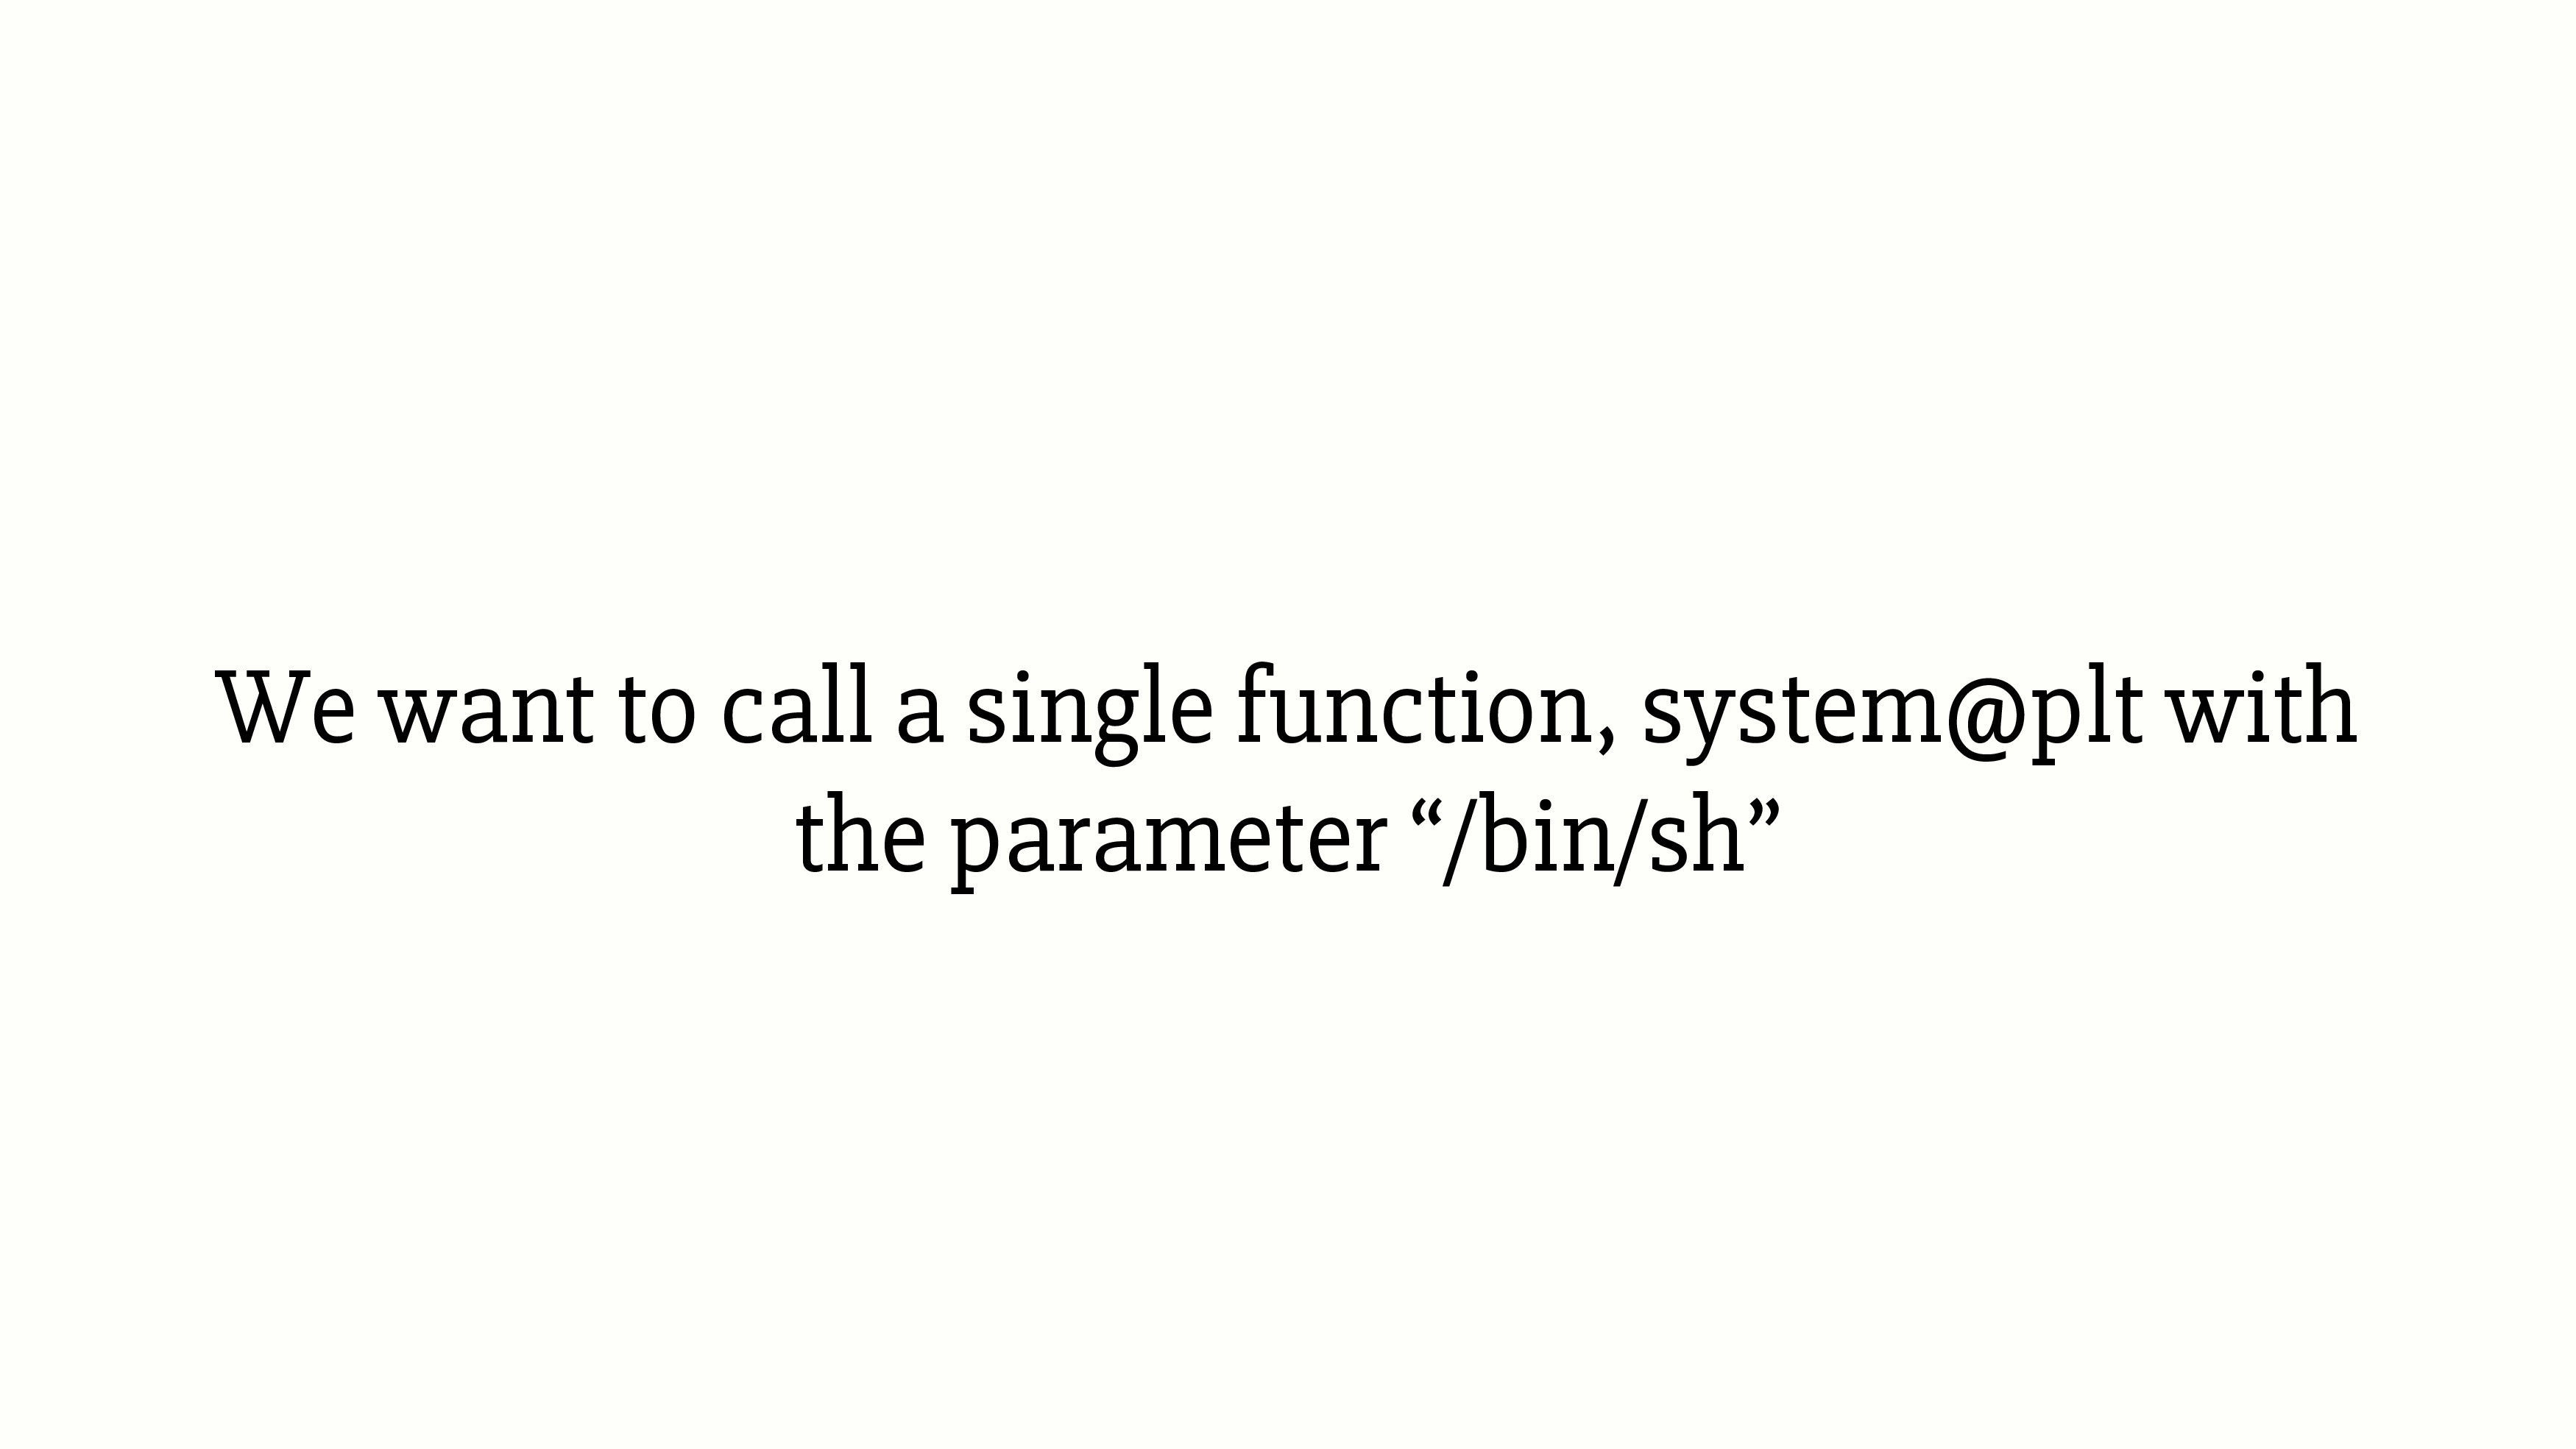 We want to call a single function, system@plt with
the parameter “/bin/sh”